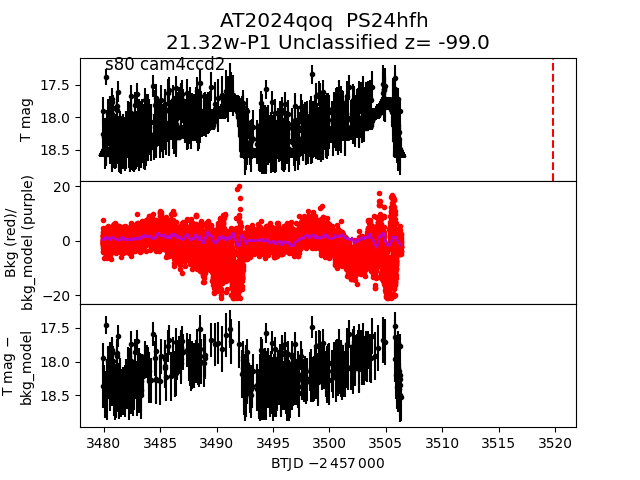 AT2024qoq PS24hfh
21.32w-P1 Unclassified z= -99.0
s80 cam4ccd2
T mag
17.5
18.0
18.5
Bkg (red)/
bkg_model (purple)
20
0
−20
T mag −
bkg_model
17.5
18.0
18.5
3480 3485 3490 3495 3500 3505 3510 3515 3520
BTJD −2 457 000